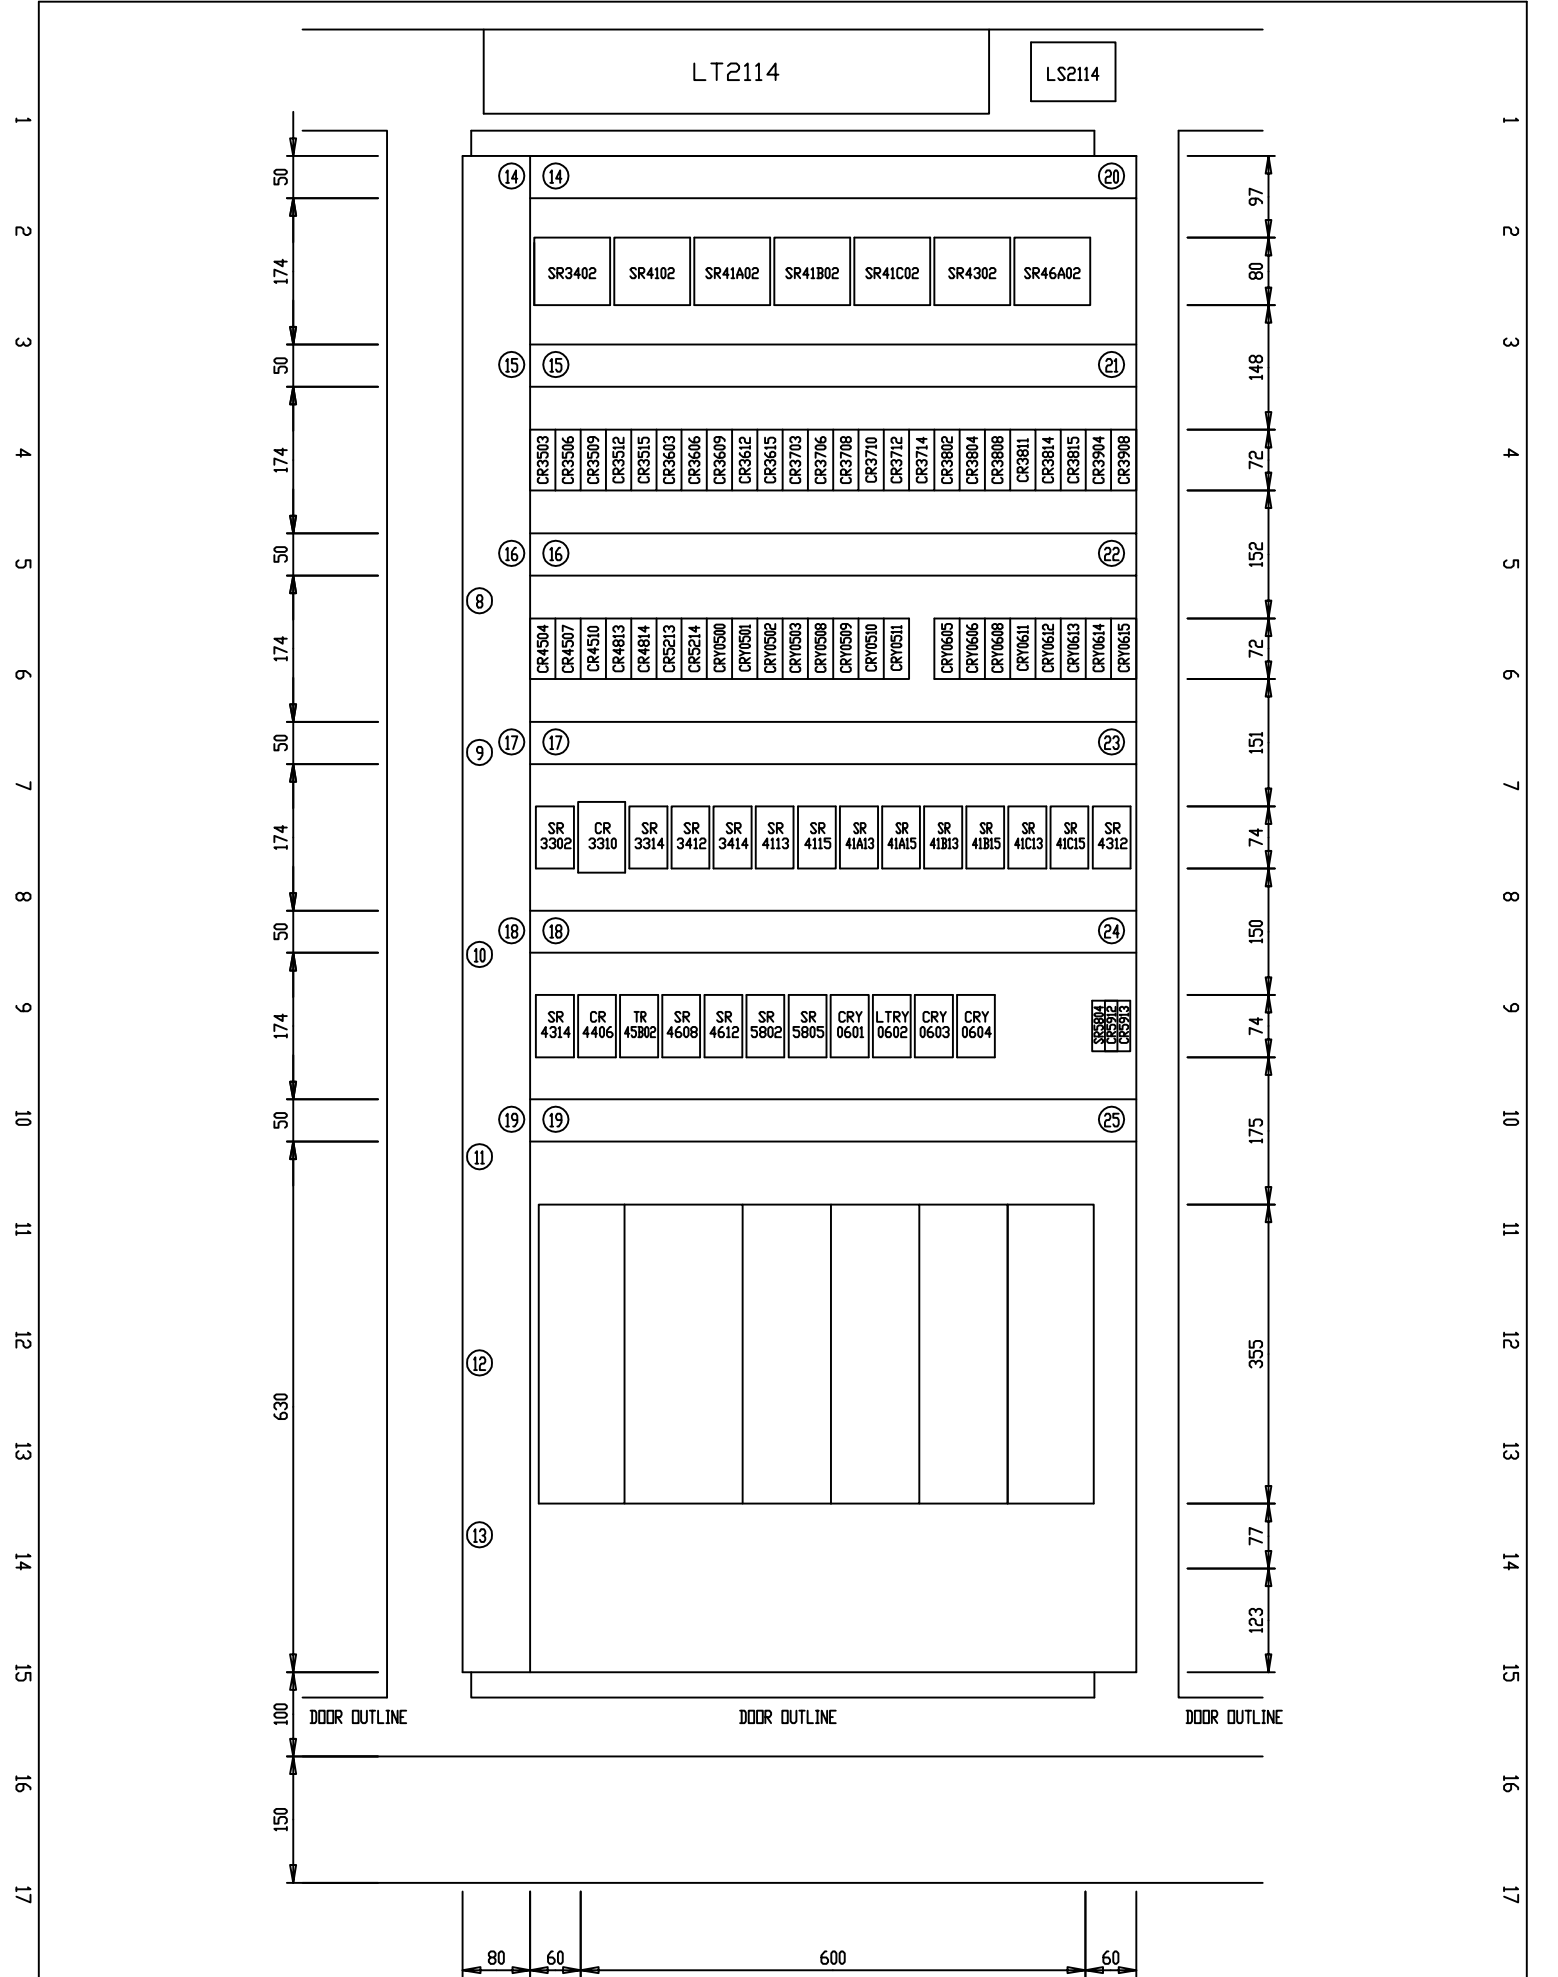 LT2114
LS2114
1 1
50 14 14 20 97
2 2
174 SR3402 SR4102 SR41A02 SR41B02 SR41C02 SR4302 SR46A02 80
3 3
50 15 15 21 148
174 CR3503 CR3506 CR3509 CR3512 CR3515 CR3603 CR3606 CR3609 CR3612 CR3615 CR3703 CR3706 CR3708 CR3710 CR3712 CR3714 CR3802 CR3804 CR3808 CR3811 CR3814 CR3815 CR3904 CR3908 72
4 4
50 16 16 22 152
5 5
8
174 CR4504 CR4507 CR4510 CR4813 CR4814 CR5213 CR5214 CRY0500 CRY0501 CRY0502 CRY0503 CRY0508 CRY0509 CRY0510 CRY0511 CRY0605 CRY0606 CRY0608 CRY0611 CRY0612 CRY0613 CRY0614 CRY0615 72
6 6
50 9 17 17 23 151
7 7
SR CR SR SR SR SR SR SR SR SR SR SR SR SR
174 3302 3310 3314 3412 3414 4113 4115 41A13 41A15 41B13 41B15 41C13 41C15 4312 74
8 8
50 18 18 24 150
10
9 9
SR CR TR SR SR SR SR CRY LTRY CRY CRY
174 4314 4406 45B02 4608 4612 5802 5805 0601 0602 0603 0604 SR5804 CR5912 CR5913 74
10 10
50 19 19 25 175
11
11 11
12 12
12 355
630
13 13
13 77
14 14
123
15 15
100 DOOR OUTLINE DOOR OUTLINE DOOR OUTLINE
16 16
150
17 17
80 60 600 60